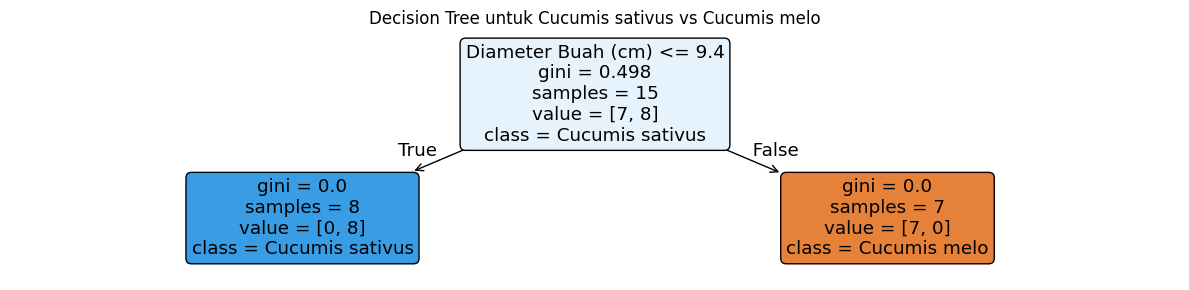 Decision Tree untuk Cucumis sativus vs Cucumis melo
Diameter Buah (cm) <= 9.4
gini = 0.498
samples = 15
value = [7, 8]
class = Cucumis sativus
True
False
gini = 0.0
samples = 8
value = [0, 8]
class = Cucumis sativus
gini = 0.0
samples = 7
value = [7, 0]
class = Cucumis melo